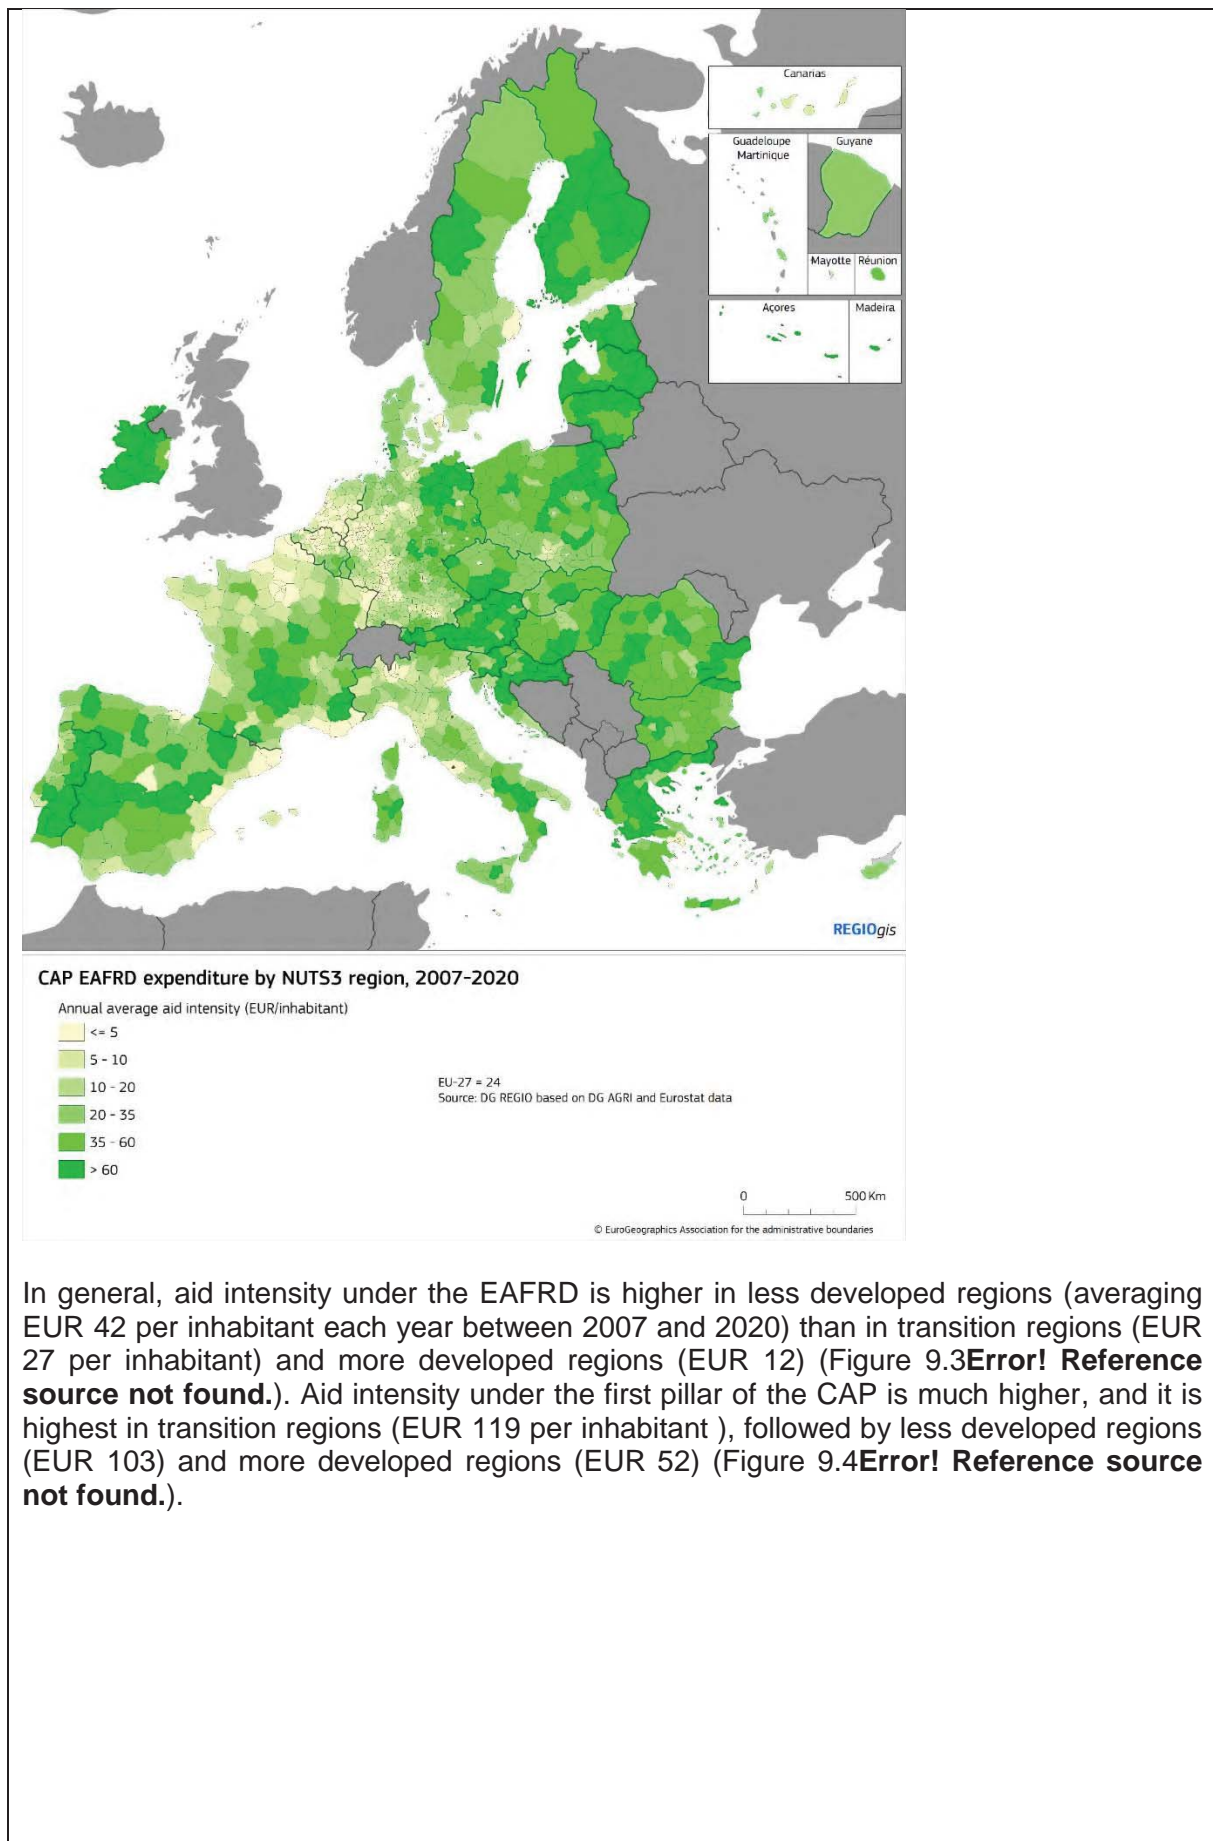 Canarias
Guadeloupe
Martinique
Guyane
Mayotte
Réunion
Açores
Madeira
REGIOgis
CAP EAFRD expenditure by NUTS3 region, 2007-2020
Annual average aid intensity (EUR/inhabitant)
<= 5
5 - 10
10 - 20
20 - 35
35 - 60
> 60
EU-27 = 24
Source: DG REGIO based on DG AGRI and Eurostat data
0 500 Km
© EuroGeographics Association for the administrative boundaries
In general, aid intensity under the EAFRD is higher in less developed regions (averaging
EUR 42 per inhabitant each year between 2007 and 2020) than in transition regions (EUR
27 per inhabitant) and more developed regions (EUR 12) (Figure 9.3Error! Reference
source not found.). Aid intensity under the first pillar of the CAP is much higher, and it is
highest in transition regions (EUR 119 per inhabitant ), followed by less developed regions
(EUR 103) and more developed regions (EUR 52) (Figure 9.4Error! Reference source
not found.).